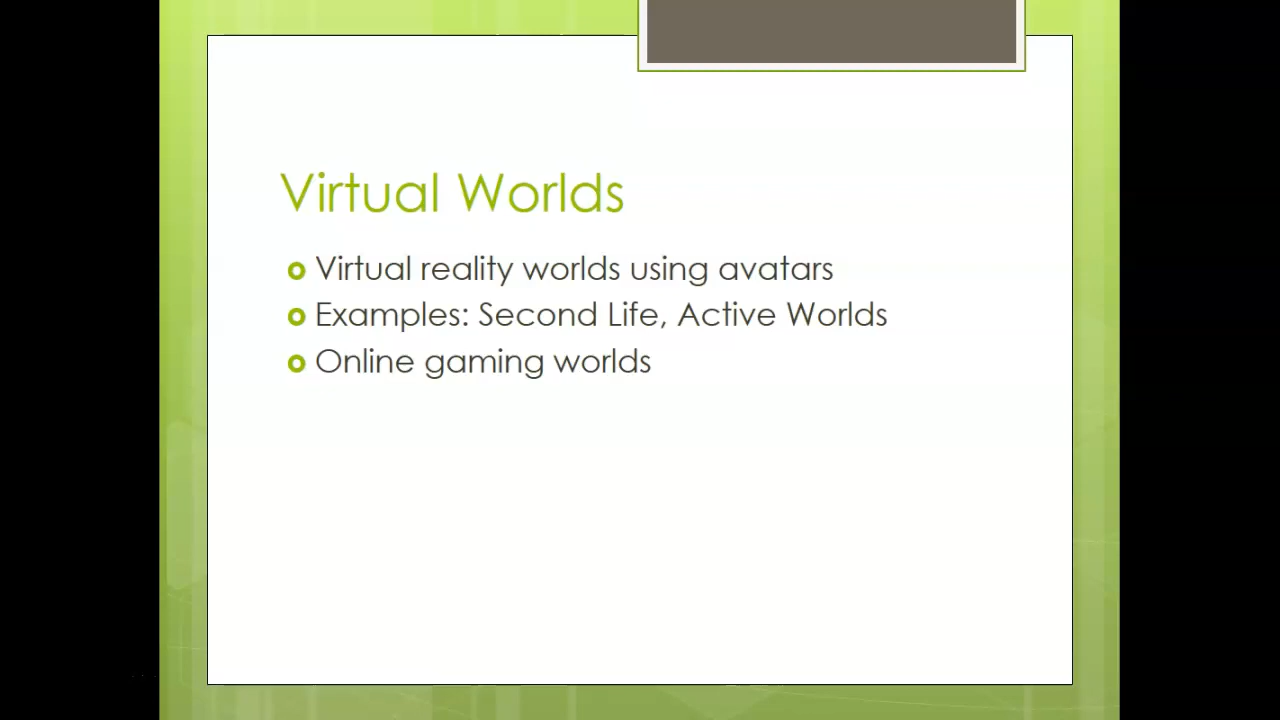 Virtual Worlds
Virtual reality worlds using avatars
Examples: Second Life, Active Worlds
Online gaming worlds